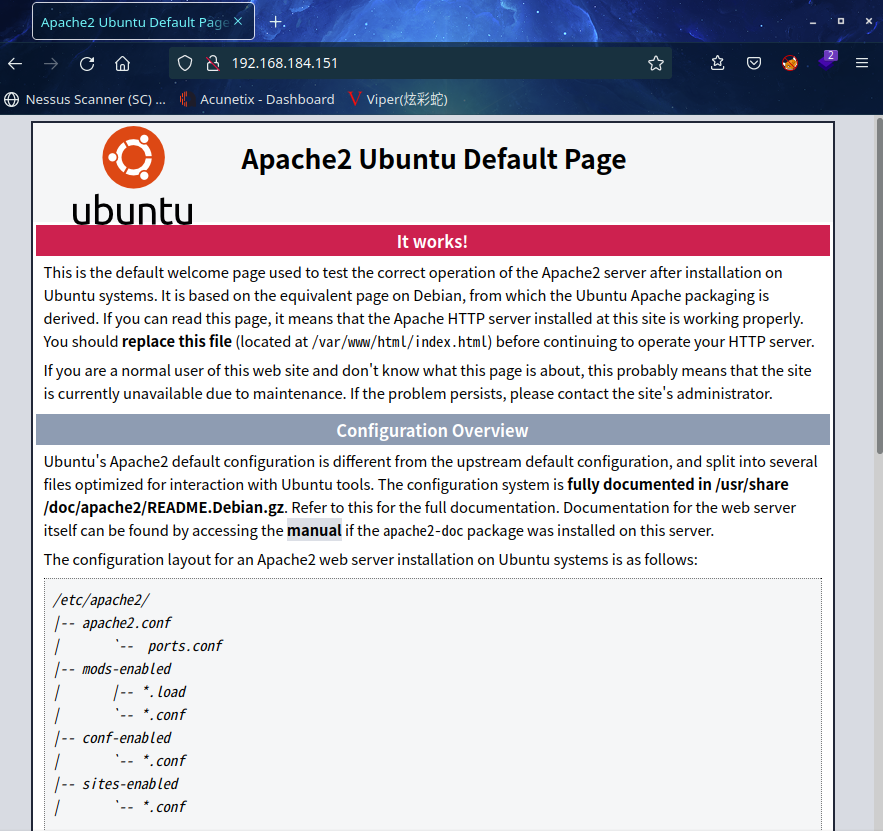 Apache2 Ubuntu Default Page
192.168.184.151
2
Nessus Scanner (SC) ... Acunetix - Dashboard Viper(炫彩蛇)
ubuntu
Apache2 Ubuntu Default Page
It works!
This is the default welcome page used to test the correct operation of the Apache2 server after installation on
Ubuntu systems. It is based on the equivalent page on Debian, from which the Ubuntu Apache packaging is
derived. If you can read this page, it means that the Apache HTTP server installed at this site is working properly.
You should replace this file (located at /var/www/html/index.html) before continuing to operate your HTTP server.
If you are a normal user of this web site and don't know what this page is about, this probably means that the site
is currently unavailable due to maintenance. If the problem persists, please contact the site's administrator.
Configuration Overview
Ubuntu's Apache2 default configuration is different from the upstream default configuration, and split into several
files optimized for interaction with Ubuntu tools. The configuration system is fully documented in /usr/share
/doc/apache2/README.Debian.gz. Refer to this for the full documentation. Documentation for the web server
itself can be found by accessing the manual if the apache2-doc package was installed on this server.
The configuration layout for an Apache2 web server installation on Ubuntu systems is as follows:
/etc/apache2/
|-- apache2.conf
|       `--  ports.conf
|-- mods-enabled
|       |-- *.load
|       `-- *.conf
|-- conf-enabled
|       `-- *.conf
|-- sites-enabled
|       `-- *.conf